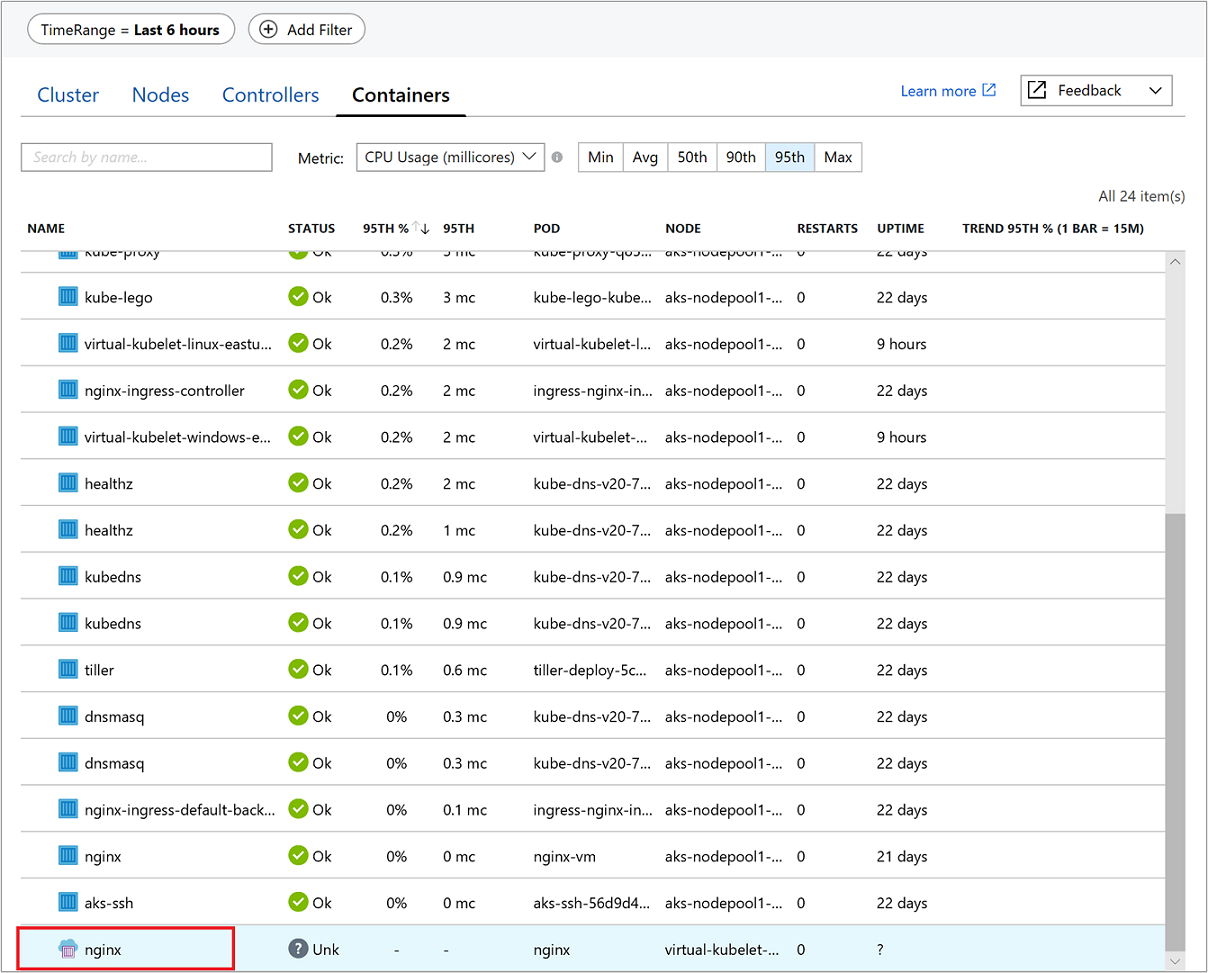 TimeRange = Last 6 hours Add Filter
Cluster Nodes Controllers Containers Learn more Feedback
Search by name... Metric: CPU Usage (millicores) Min Avg 50th 90th 95th Max
All 24 item(s)
NAME STATUS 95TH % 95TH POD NODE RESTARTS UPTIME TREND 95TH % (1 BAR = 15M)
kube-proxy Ok 0.3% 3 mc kube-proxy-q85... aks-nodepool1-... 0 22 days
kube-lego Ok 0.3% 3 mc kube-lego-kube... aks-nodepool1-... 0 22 days
virtual-kubelet-linux-eastu... Ok 0.2% 2 mc virtual-kubelet-l... aks-nodepool1-... 0 9 hours
nginx-ingress-controller Ok 0.2% 2 mc ingress-nginx-in... aks-nodepool1-... 0 22 days
virtual-kubelet-windows-e... Ok 0.2% 2 mc virtual-kubelet-... aks-nodepool1-... 0 9 hours
healthz Ok 0.2% 2 mc kube-dns-v20-7... aks-nodepool1-... 0 22 days
healthz Ok 0.2% 1 mc kube-dns-v20-7... aks-nodepool1-... 0 22 days
kubedns Ok 0.1% 0.9 mc kube-dns-v20-7... aks-nodepool1-... 0 22 days
kubedns Ok 0.1% 0.9 mc kube-dns-v20-7... aks-nodepool1-... 0 22 days
tiller Ok 0.1% 0.6 mc tiller-deploy-5c... aks-nodepool1-... 0 22 days
dnsmasq Ok 0% 0.3 mc kube-dns-v20-7... aks-nodepool1-... 0 22 days
dnsmasq Ok 0% 0.3 mc kube-dns-v20-7... aks-nodepool1-... 0 22 days
nginx-ingress-default-back... Ok 0% 0.1 mc ingress-nginx-in... aks-nodepool1-... 0 22 days
nginx Ok 0% 0 mc nginx-vm aks-nodepool1-... 0 21 days
aks-ssh Ok 0% 0 mc aks-ssh-56d9d4... aks-nodepool1-... 0 22 days
nginx ? Unk - - nginx virtual-kubelet-... 0 ?